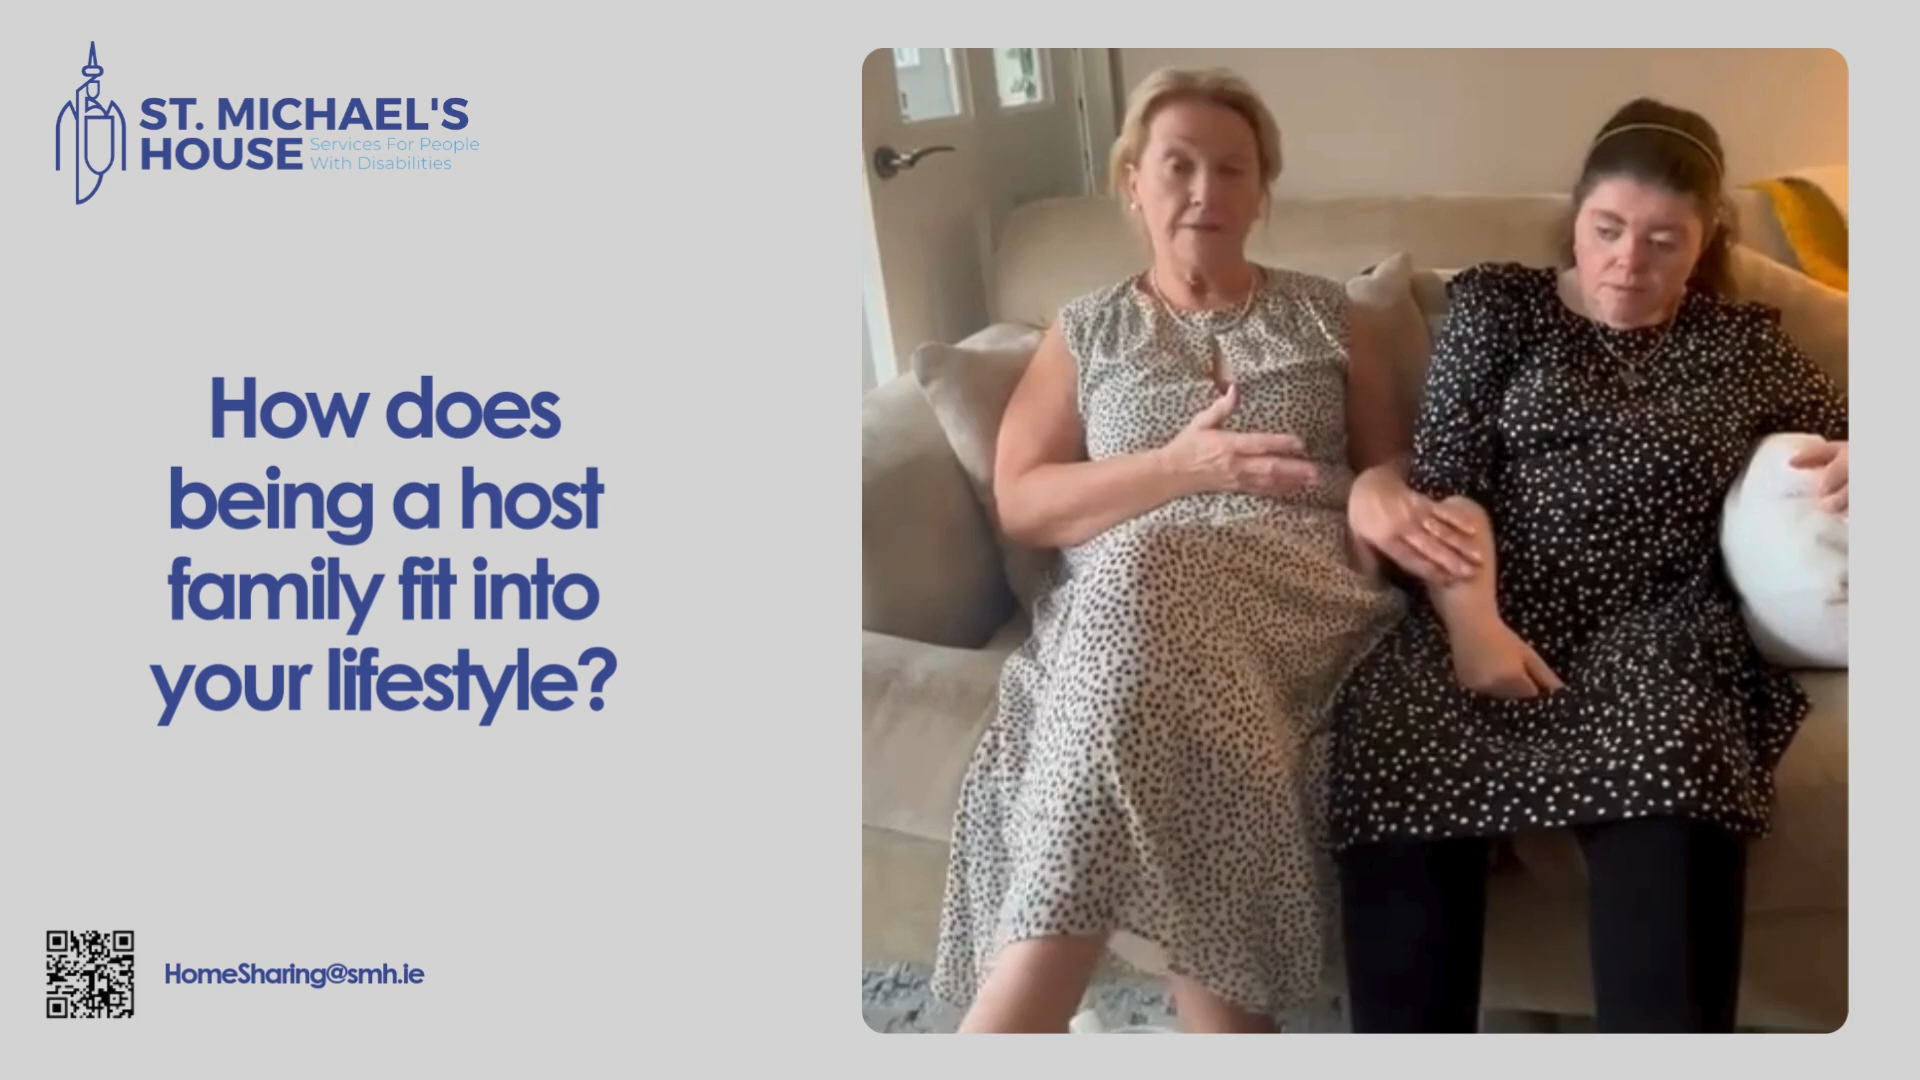 ST. MICHAEL'S
HOUSE
Services For People
With Disabilities
How does
being a host
family fit into
your lifestyle?
HomeSharing@smh.ie